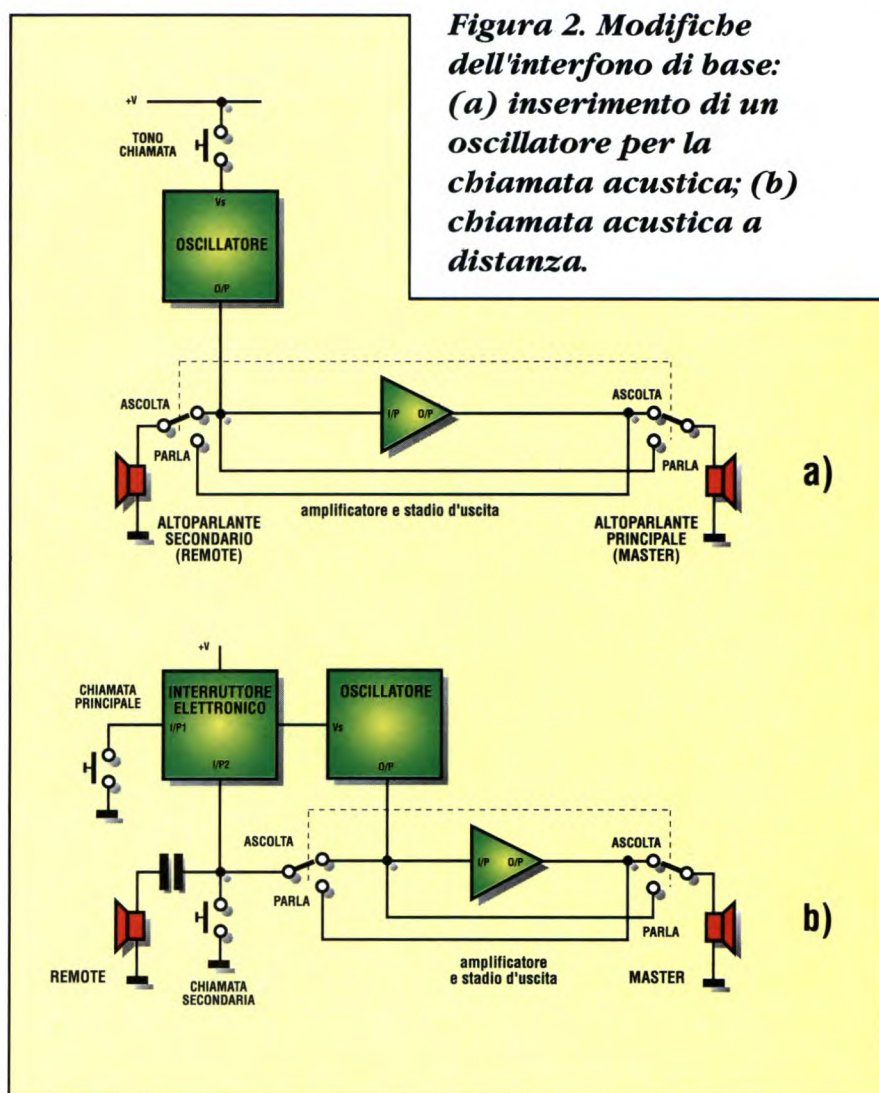 Figura 2. Modifiche
dell'interfono di base:
(a) inserimento di un
oscillatore per la
chiamata acustica; (b)
chiamata acustica a
distanza.
+V
TONO
CHIAMATA
Vs
OSCILLATORE
O/P
ASCOLTA
I/P O/P
ASCOLTA
PARLA
PARLA
a)
amplificatore e stadio d'uscita
ALTOPARLANTE
SECONDARIO
(REMOTE)
ALTOPARLANTE
PRINCIPALE
(MASTER)
+V
CHIAMATA
PRINCIPALE
INTERRUTTORE
ELETTRONICO
I/P1
I/P2
OSCILLATORE
Vs
O/P
ASCOLTA
I/P O/P
ASCOLTA
PARLA
PARLA
b)
REMOTE
CHIAMATA
SECONDARIA
amplificatore
e stadio d'uscita
MASTER